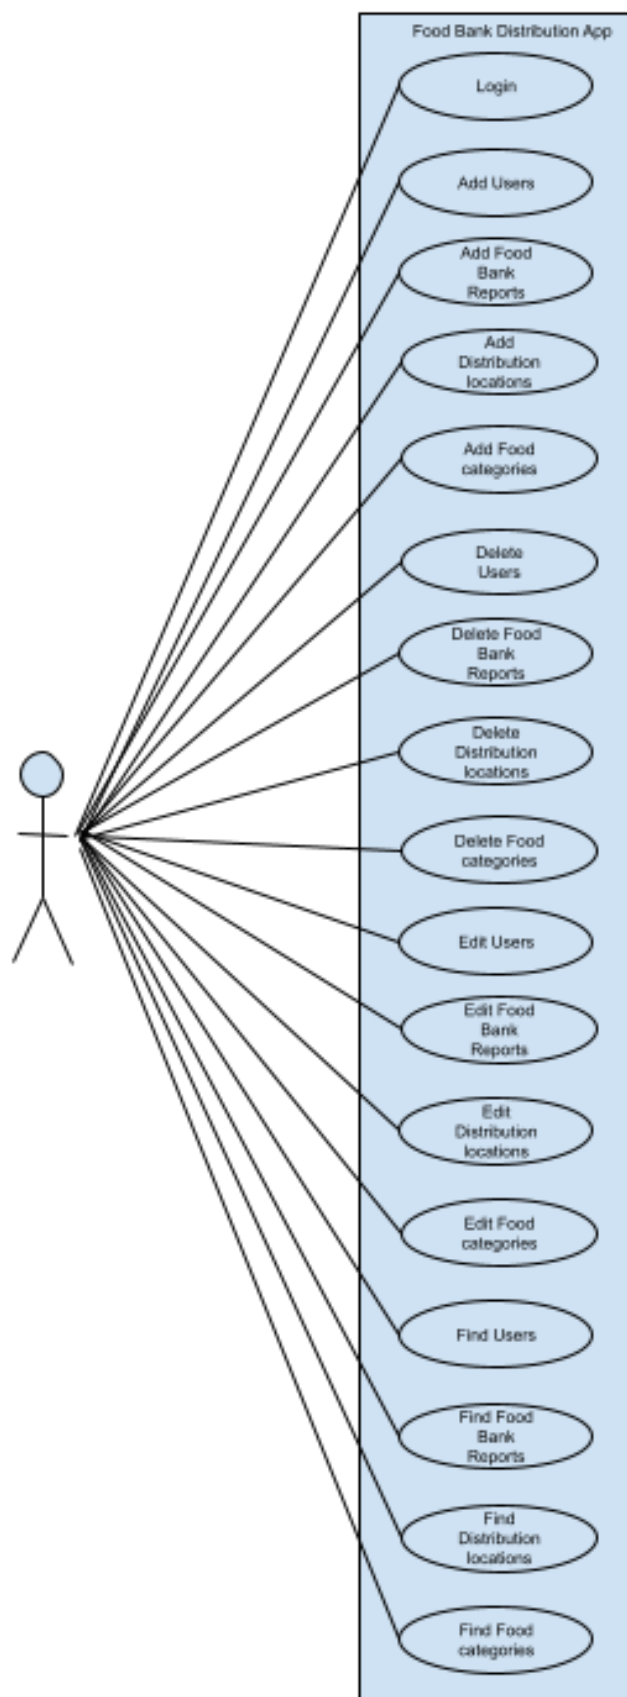 Food Bank Distribution App
Login
Add Users
Add Food
Bank
Reports
Add
Distribution
locations
Add Food
categories
Delete
Users
Delete Food
Bank
Reports
Delete
Distribution
locations
Delete Food
categories
Edit Users
Edit Food
Bank
Reports
Edit
Distribution
locations
Edit Food
categories
Find Users
Find Food
Bank
Reports
Find
Distribution
locations
Find Food
categories